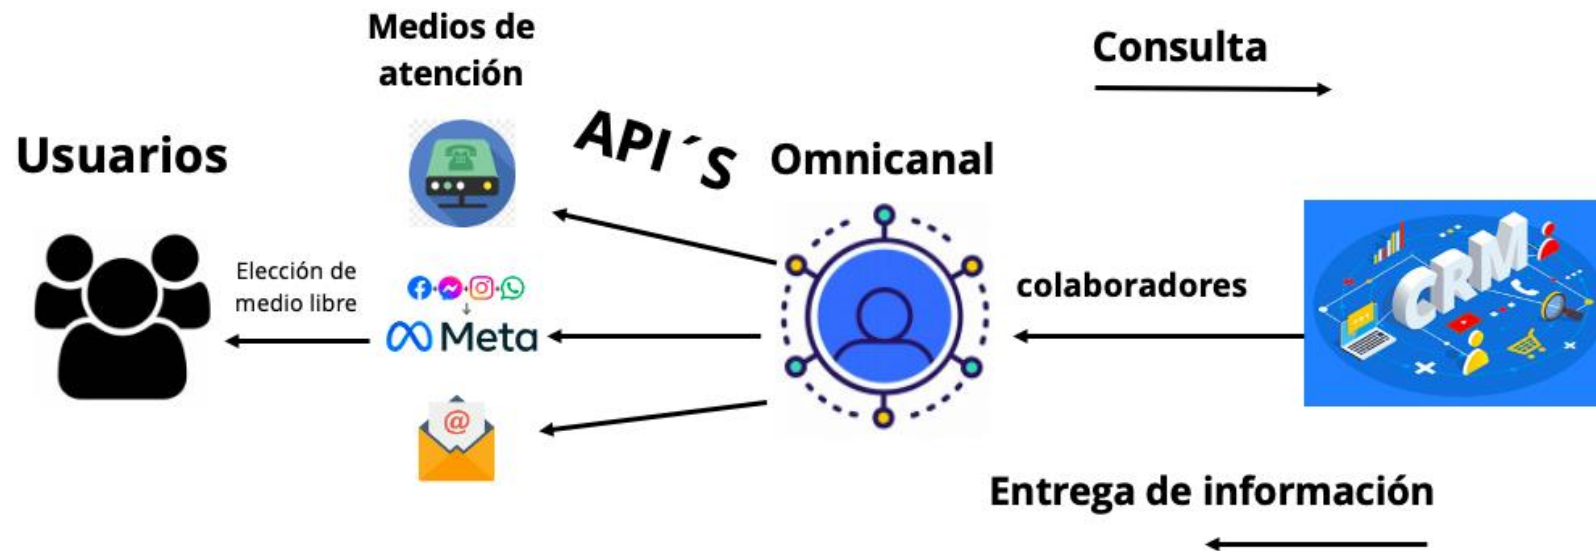 Medios de
atención
Consulta
Usuarios
API´S
Omnicanal
Elección de
medio libre
Meta
colaboradores
CRM
@
Entrega de información